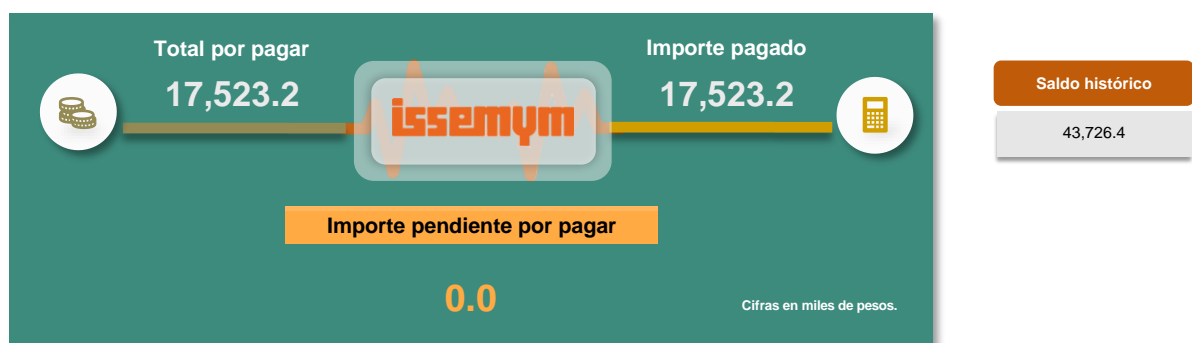 Total por pagar
17,523.2
issemym
Importe pagado
17,523.2
Importe pendiente por pagar
0.0
Cifras en miles de pesos.
Saldo histórico
43,726.4